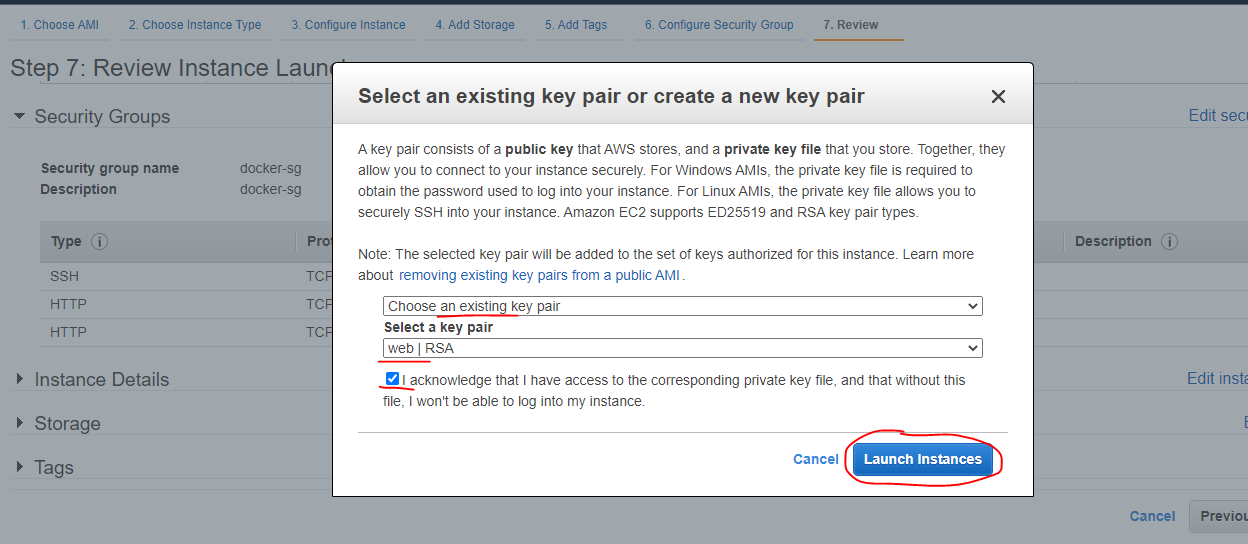 1. Choose AMI 2. Choose Instance Type 3. Configure Instance 4. Add Storage 5. Add Tags 6. Configure Security Group 7. Review
Step 7: Review Instance
Security Groups
Edit
Security group name docker-sg
Description docker-sg
Type Description
SSH TCP
HTTP TCP
HTTP TCP
Instance Details
Edit
Storage
Tags
Cancel
Select an existing key pair or create a new key pair
A key pair consists of a public key that AWS stores, and a private key file that you store. Together, they
allow you to connect to your instance securely. For Windows AMIs, the private key file is required to
obtain the password used to log into your instance. For Linux AMIs, the private key file allows you to
securely SSH into your instance. Amazon EC2 supports ED25519 and RSA key pair types.
Note: The selected key pair will be added to the set of keys authorized for this instance. Learn more
about removing existing key pairs from a public AMI.
Choose an existing key pair
Select a key pair
web | RSA
I acknowledge that I have access to the corresponding private key file, and that without this
file, I won't be able to log into my instance.
Cancel Launch Instances